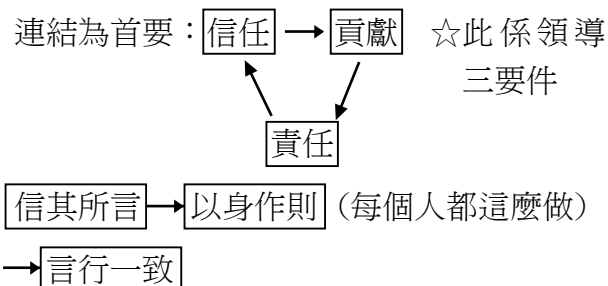 連結為首要：信任→貢獻 ☆此係領導
三要件
責任
信其所言→以身作則（每個人都這麼做）
→言行一致